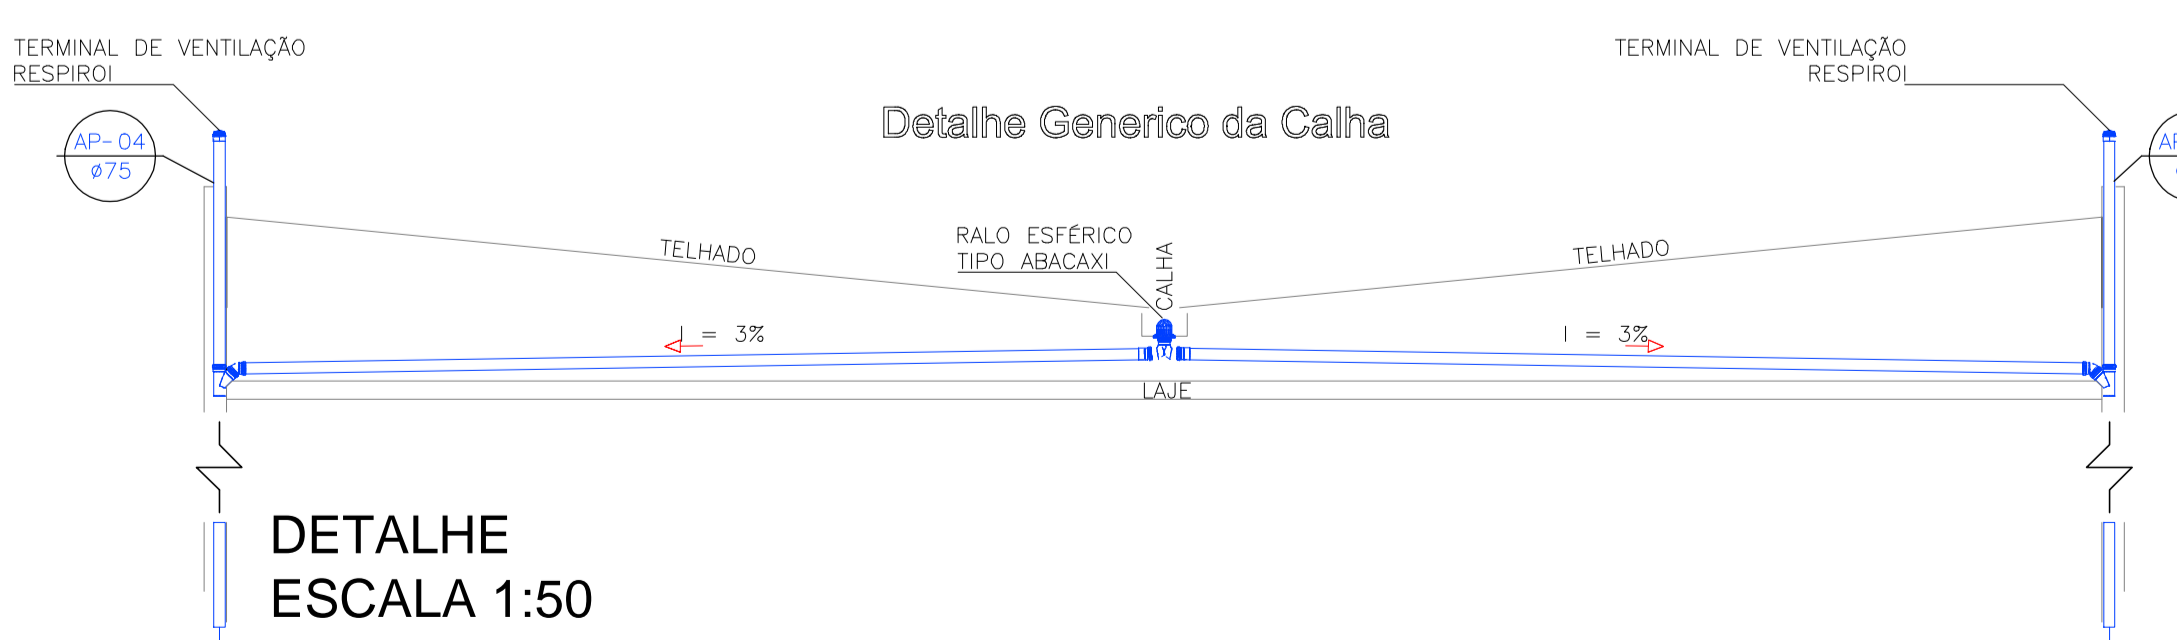 TERMINAL DE VENTILAÇÃO
RESPIROI
TERMINAL DE VENTILAÇÃO
RESPIROI
Detalhe Generico da Calha
AP-04
ø75
AP
TELHADO
RALO ESFÉRICO
TIPO ABACAXI
CALHA
TELHADO
I = 3%
I = 3%
LAJE
DETALHE
ESCALA 1:50